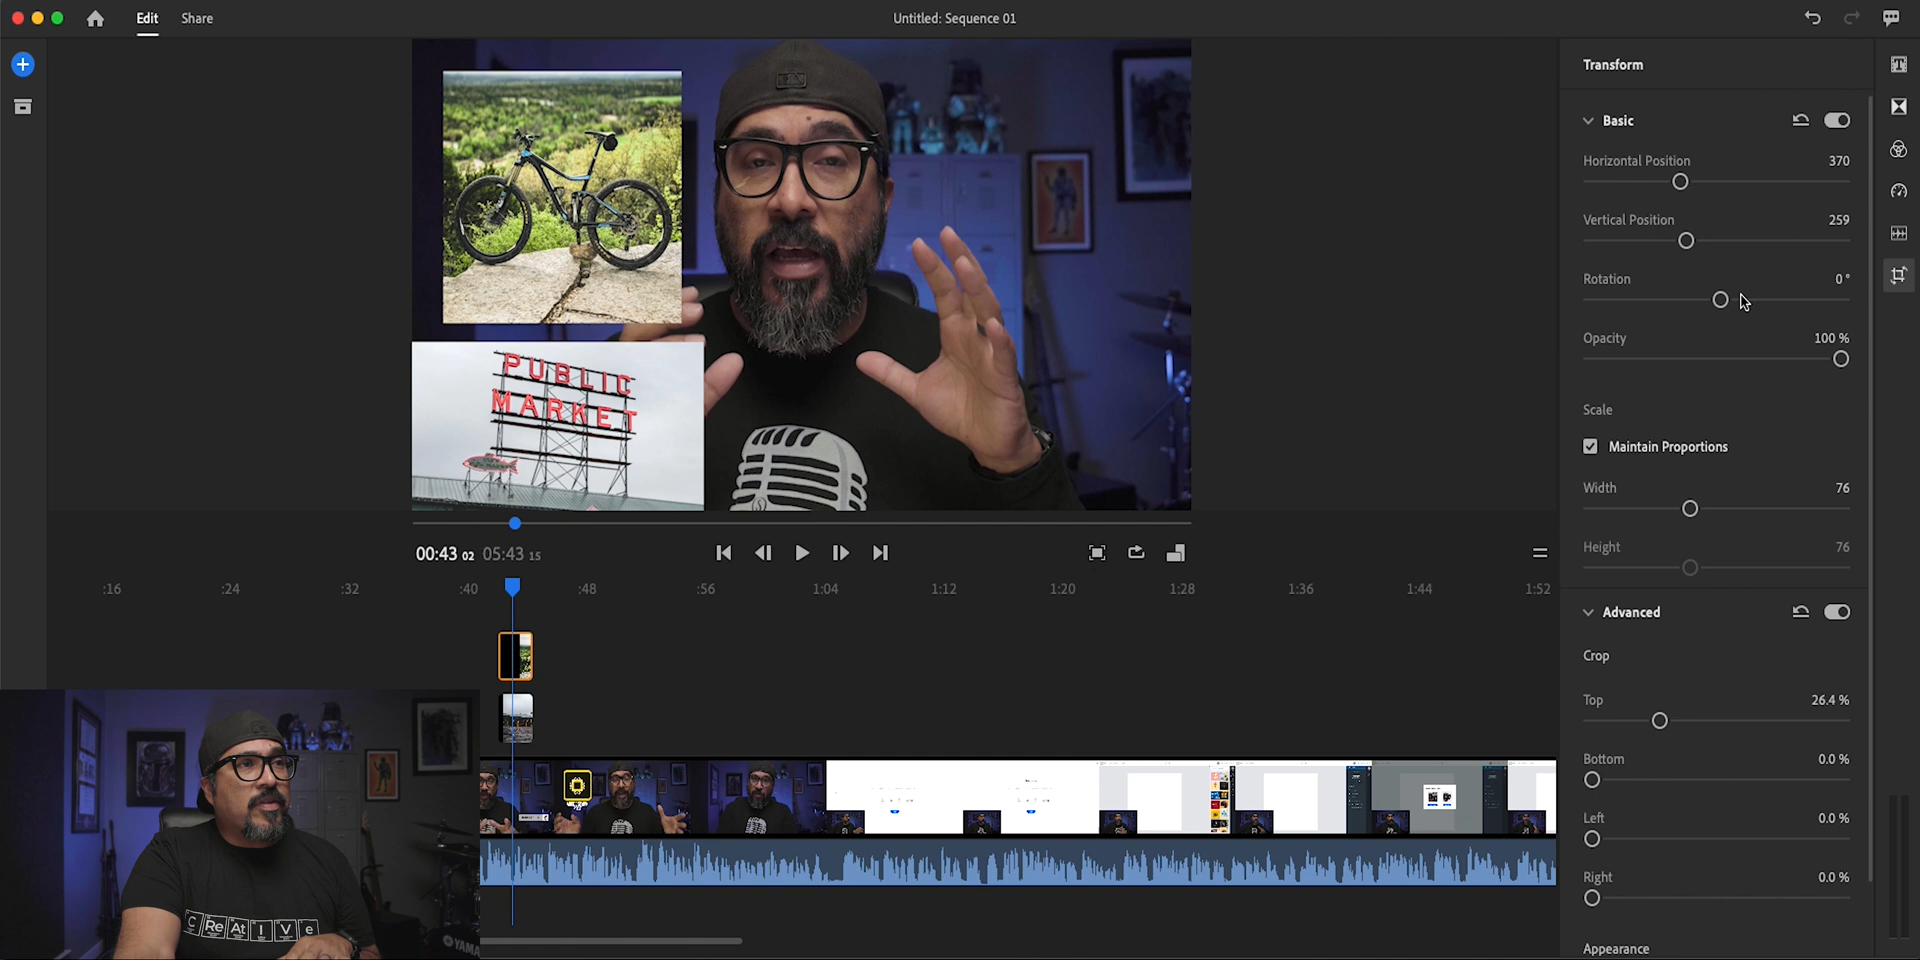 Edit
Share
Untitled: Sequence 01
Transform
Basic
Horizontal Position 370
Vertical Position 259
Rotation 0 °
Opacity 100 %
Scale
Maintain Proportions
Width 76
Height 76
Advanced
Crop
Top 26.4 %
Bottom 0.0 %
Left 0.0 %
Right 0.0 %
Appearance
PUBLIC
MARKET
00:43 02 05:43 15
:16 :24 :32 :40 :48 :56 1:04 1:12 1:20 1:28 1:36 1:44 1:52
C Re At I V e
YAMA